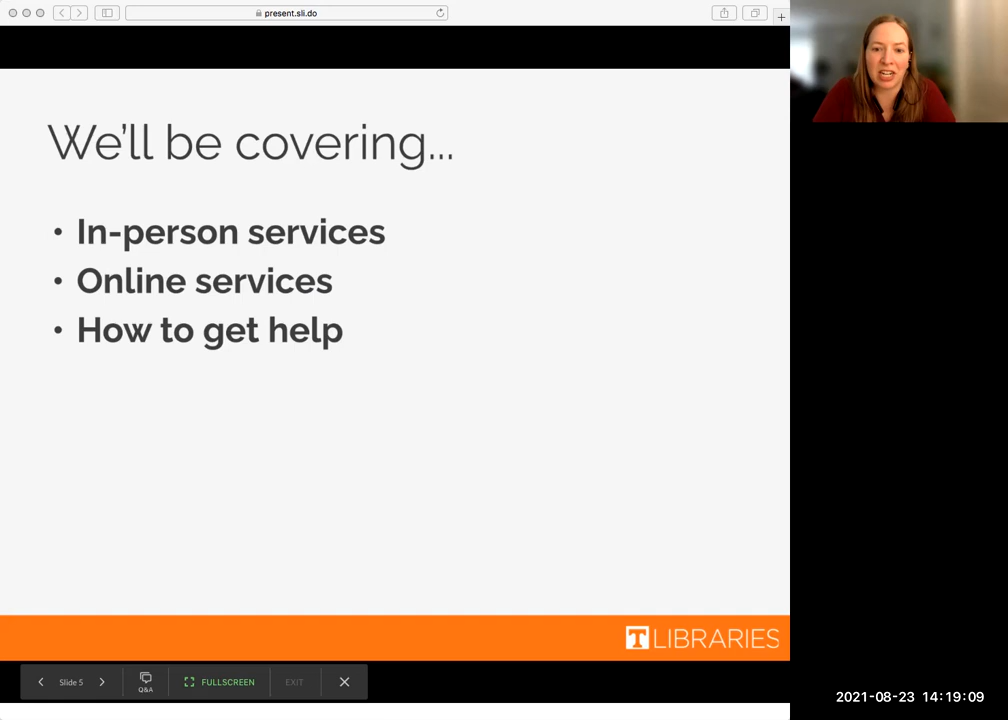 present.sli.do
We'll be covering...
• In-person services
• Online services
• How to get help
T LIBRARIES
Slide 5
Q&A
FULLSCREEN
EXIT
2021-08-23 14:19:09